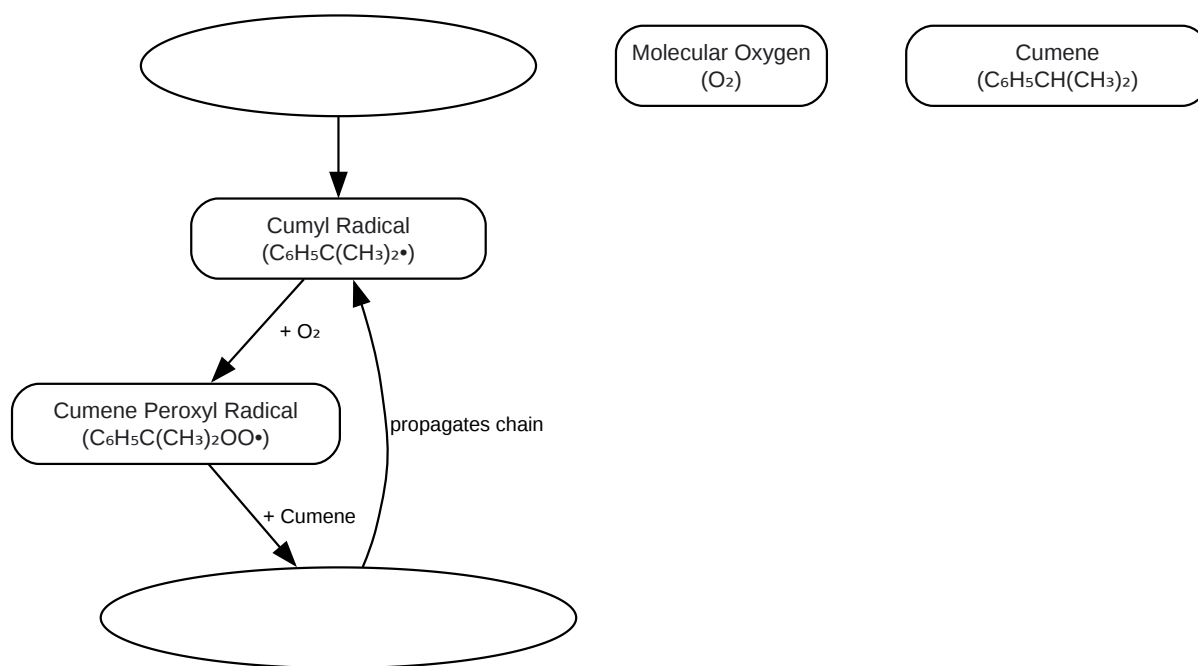 Molecular Oxygen
(O₂)
Cumene
(C₆H₅CH(CH₃)₂)
Cumyl Radical
(C₆H₅C(CH₃)₂•)
+ O₂
Cumene Peroxyl Radical
(C₆H₅C(CH₃)₂OO•)
propagates chain
+ Cumene